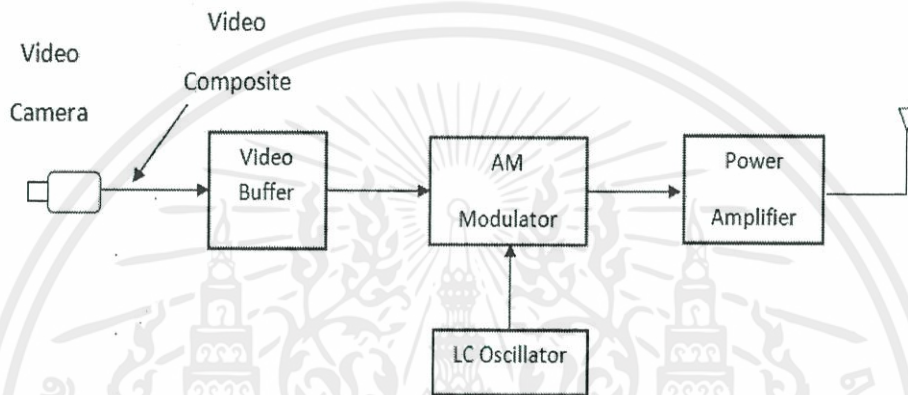 Video
Composite
Video
Camera
Video
Buffer
AM
Modulator
Power
Amplifier
LC Oscillator